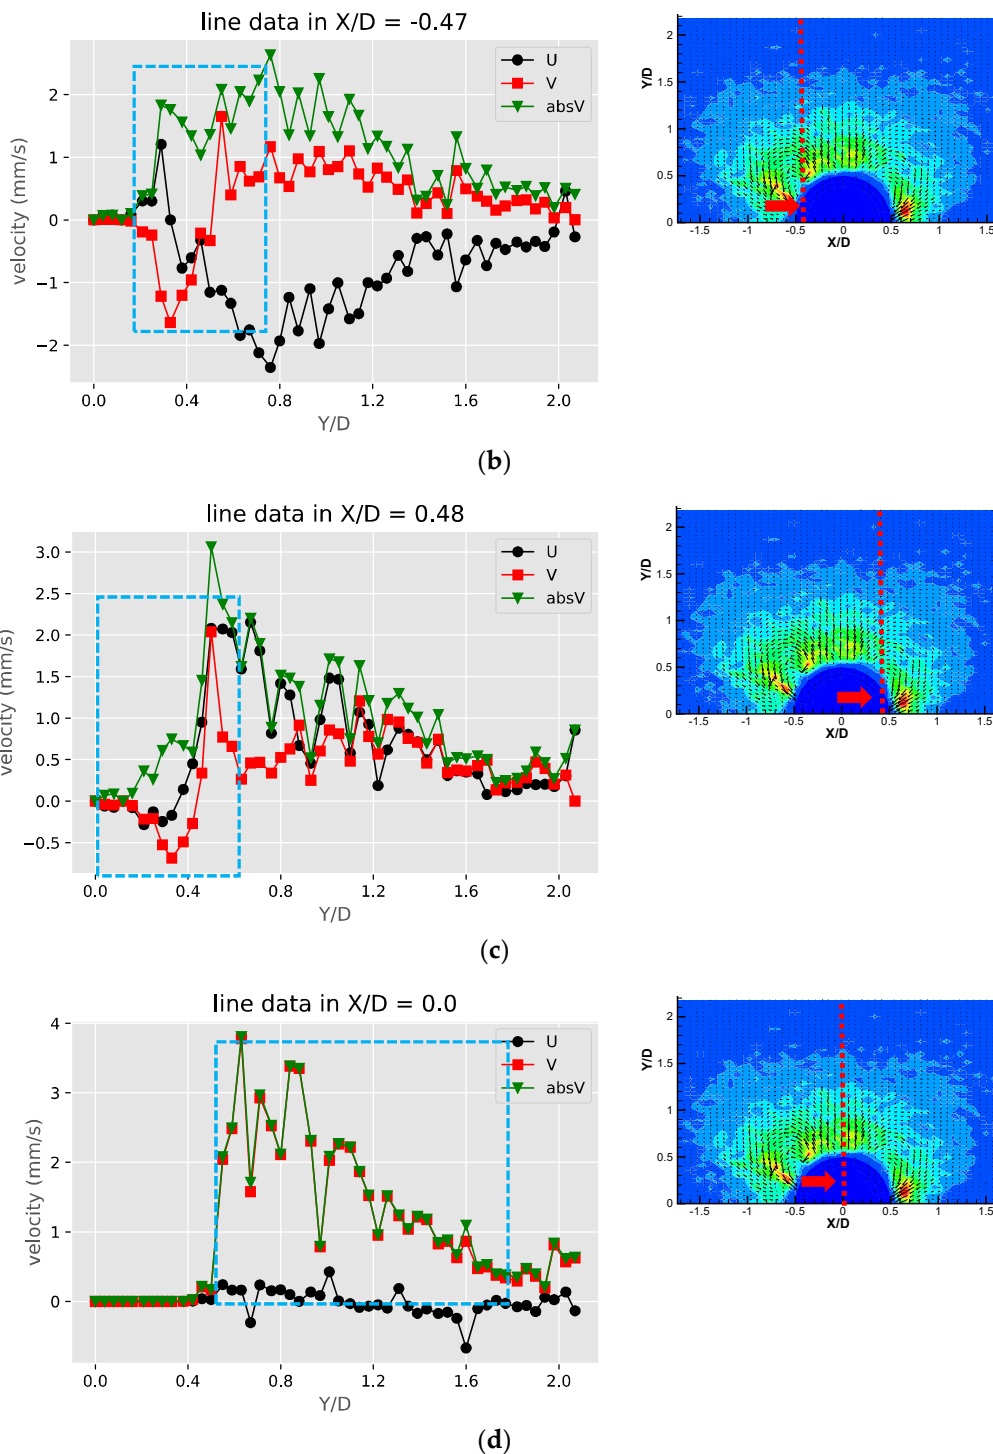 line data in X/D = -0.47
U
V
absV
velocity (mm/s)
2
1
0
−1
−2
0.0 0.4 0.8 1.2 1.6 2.0
Y/D
Y/D
2
1.5
1
0.5
0
-1.5 -1 -0.5 0 0.5 1 1.5
X/D
(b)
line data in X/D = 0.48
U
V
absV
velocity (mm/s)
3.0
2.5
2.0
1.5
1.0
0.5
0.0
−0.5
0.0 0.4 0.8 1.2 1.6 2.0
Y/D
Y/D
2
1.5
1
0.5
0
-1.5 -1 -0.5 0 0.5 1 1.5
X/D
(c)
line data in X/D = 0.0
U
V
absV
velocity (mm/s)
4
3
2
1
0
0.0 0.4 0.8 1.2 1.6 2.0
Y/D
Y/D
2
1.5
1
0.5
0
-1.5 -1 -0.5 0 0.5 1 1.5
X/D
(d)